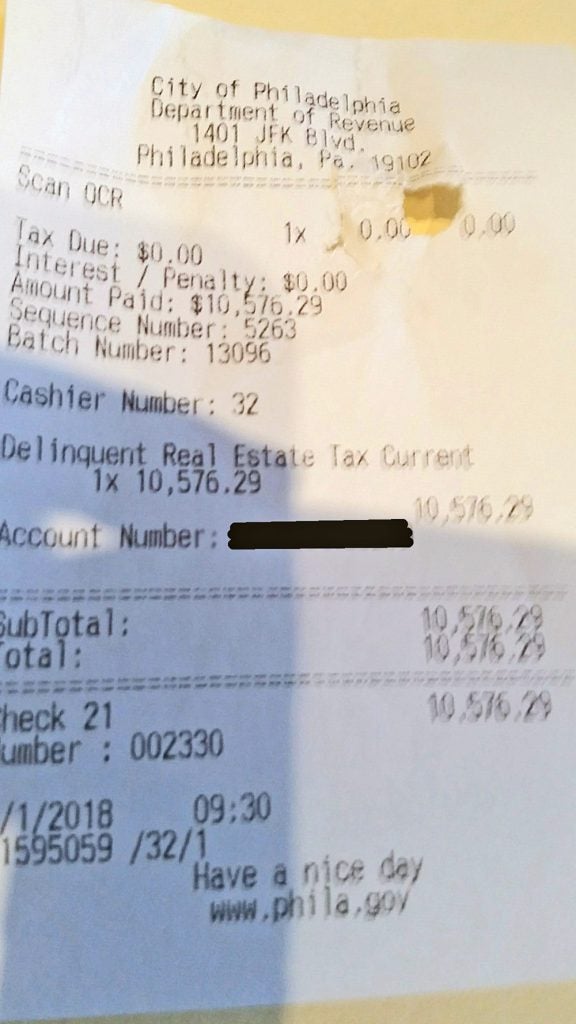 City of Philadelphia
Department of Revenue
1401 JFK Blvd.
Philadelphia, Pa. 19102
Scan OCR
1x 0.00 0.00
Tax Due: $0.00
Interest / Penalty: $0.00
Amount Paid: $10,576.29
Sequence Number: 5263
Batch Number: 13096
Cashier Number: 32
Delinquent Real Estate Tax Current
1x 10,576.29
10,576.29
Account Number:
SubTotal: 10,576.29
Total: 10,576.29
heck 21 10,576.29
umber : 002330
/1/2018 09:30
1595059 /32/1
Have a nice day
www.phila.gov